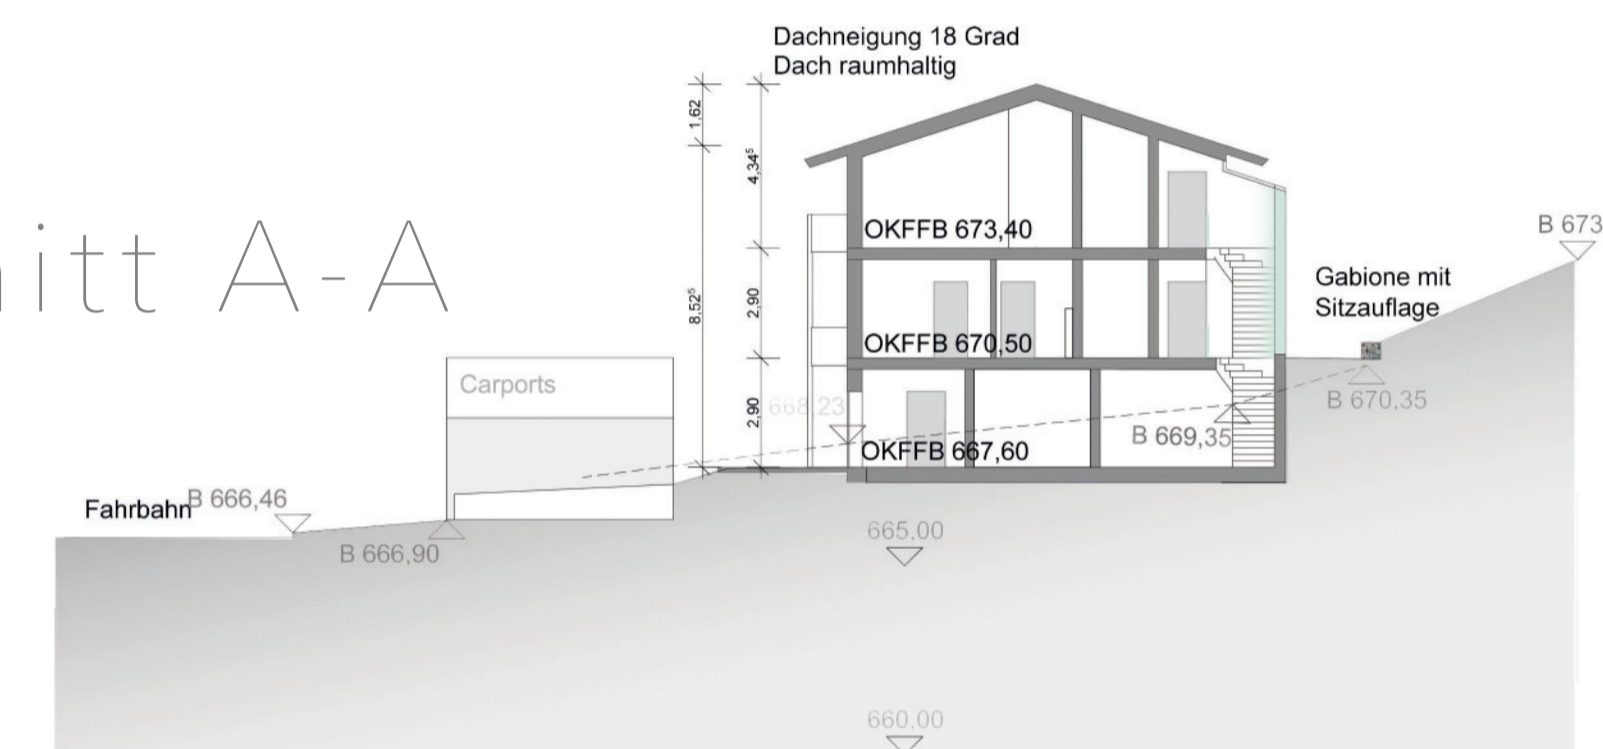 Dachneigung 18 Grad
Dach raumhaltig
1,62
4,34⁵
8,52⁵
2,90
2,90
OKFFB 673,40
OKFFB 670,50
OKFFB 667,60
nitt A-A
B 673
Gabione mit
Sitzauflage
Carports
668,23
B 670,35
B 669,35
Fahrbahn
B 666,46
B 666,90
665,00
660,00